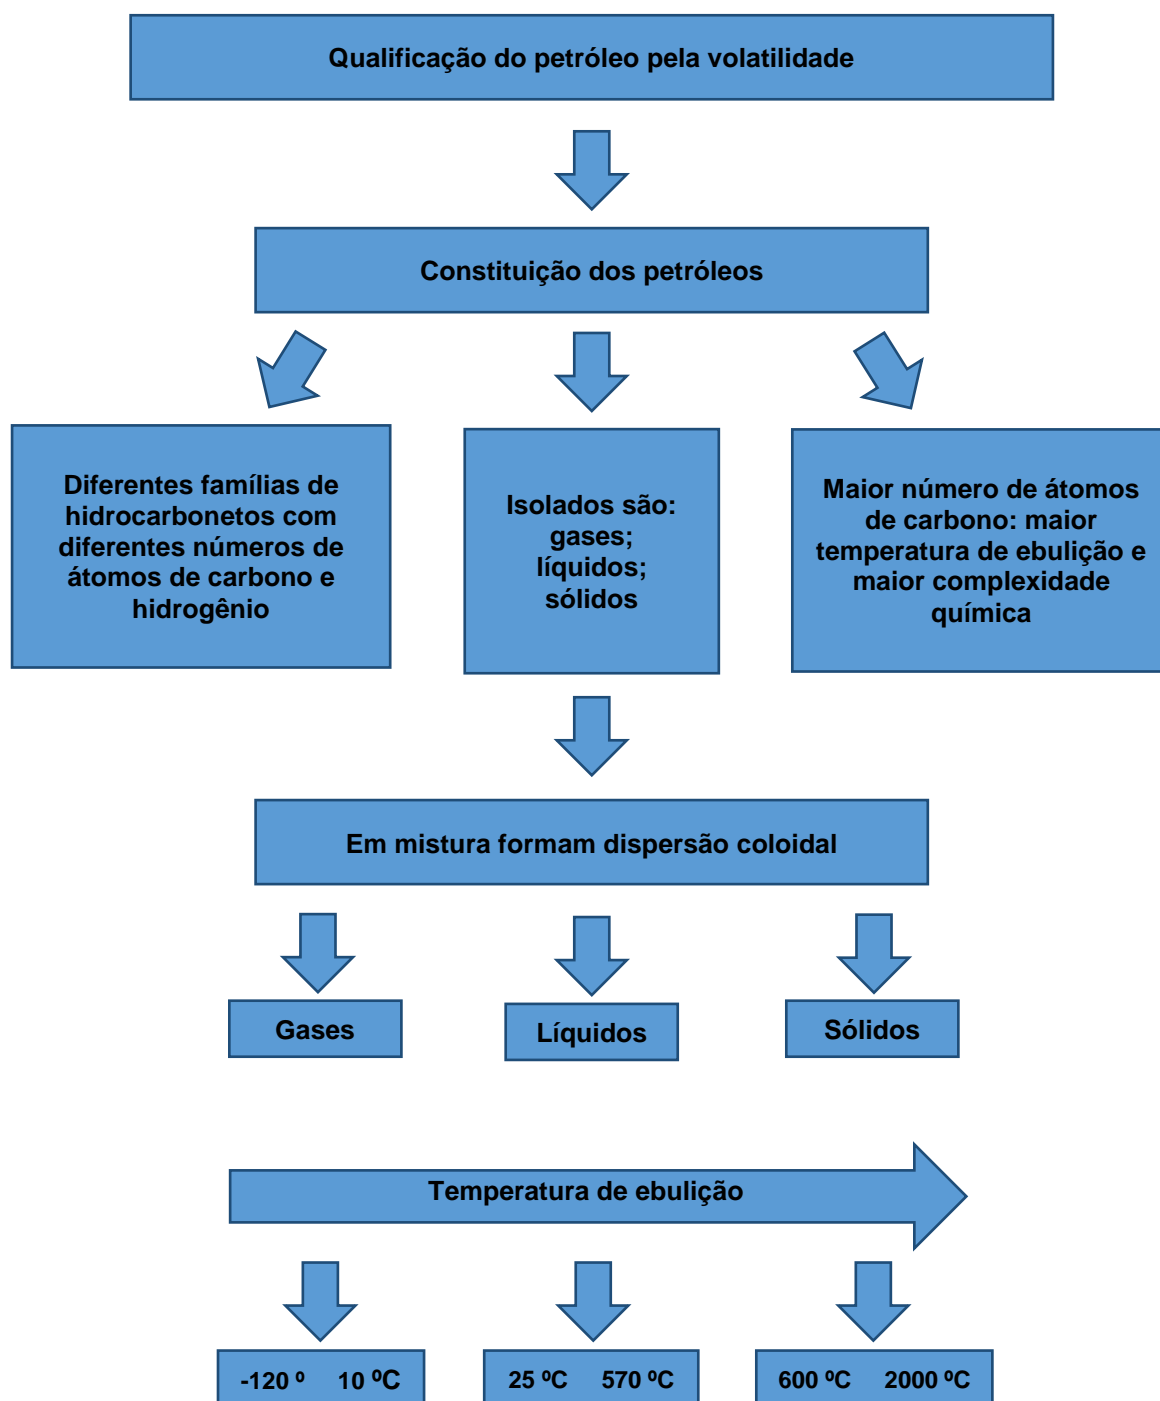 Qualificação do petróleo pela volatilidade
Constituição dos petróleos
Diferentes famílias de
hidrocarbonetos com
diferentes números de
átomos de carbono e
hidrogênio
Isolados são:
gases;
líquidos;
sólidos
Maior número de átomos
de carbono: maior
temperatura de ebulição e
maior complexidade
química
Em mistura formam dispersão coloidal
Gases
Líquidos
Sólidos
Temperatura de ebulição
-120 º 10 ºC
25 ºC 570 ºC
600 ºC 2000 ºC